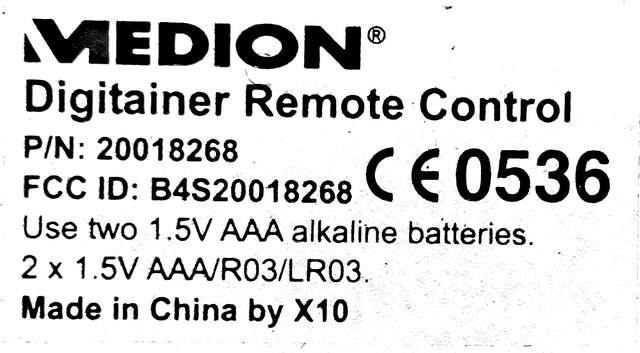 MEDION®
Digitainer Remote Control
P/N: 20018268
FCC ID: B4S20018268 CE 0536
Use two 1.5V AAA alkaline batteries.
2 x 1.5V AAA/R03/LR03.
Made in China by X10